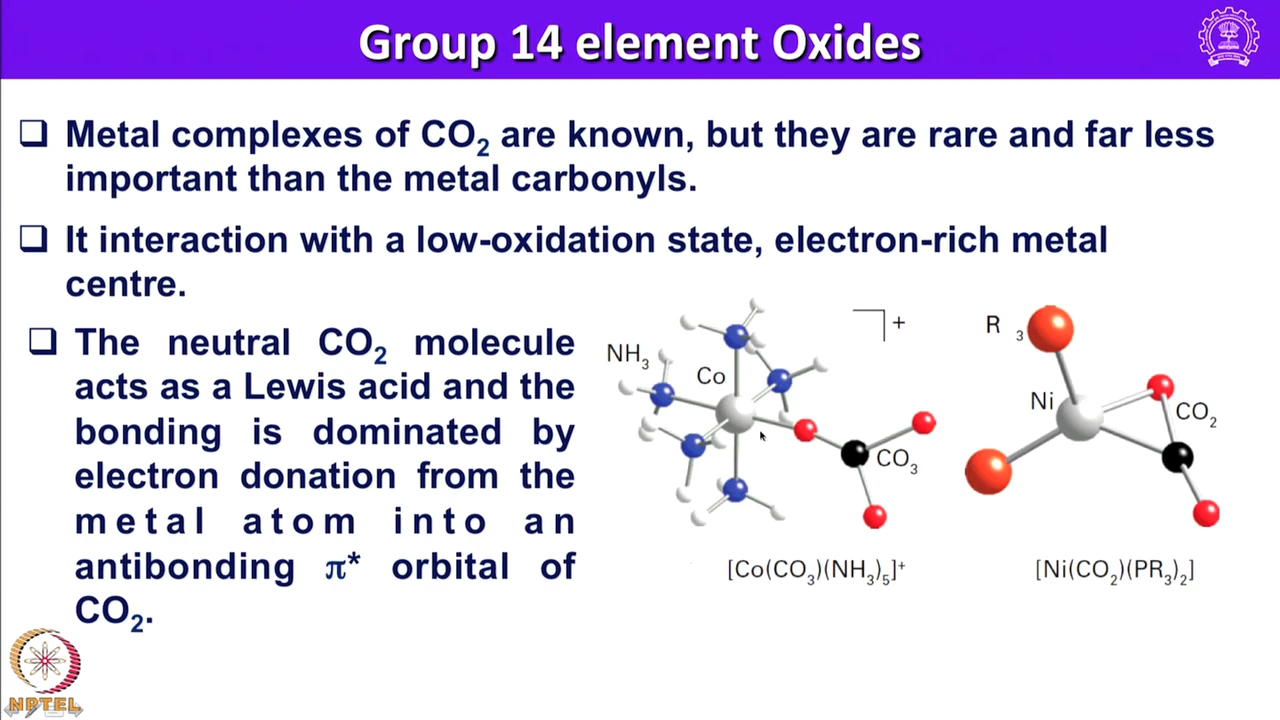 Group 14 element Oxides
❑ Metal complexes of CO₂ are known, but they are rare and far less
important than the metal carbonyls.
❑ It interaction with a low-oxidation state, electron-rich metal
centre.
❑ The neutral CO₂ molecule
acts as a Lewis acid and the
bonding is dominated by
electron donation from the
metal atom into an
antibonding π* orbital of
CO₂.
NH₃
Co
+
CO₃
[Co(CO₃)(NH₃)₅]⁺
R ₃
Ni
CO₂
[Ni(CO₂)(PR₃)₂]
NPTEL